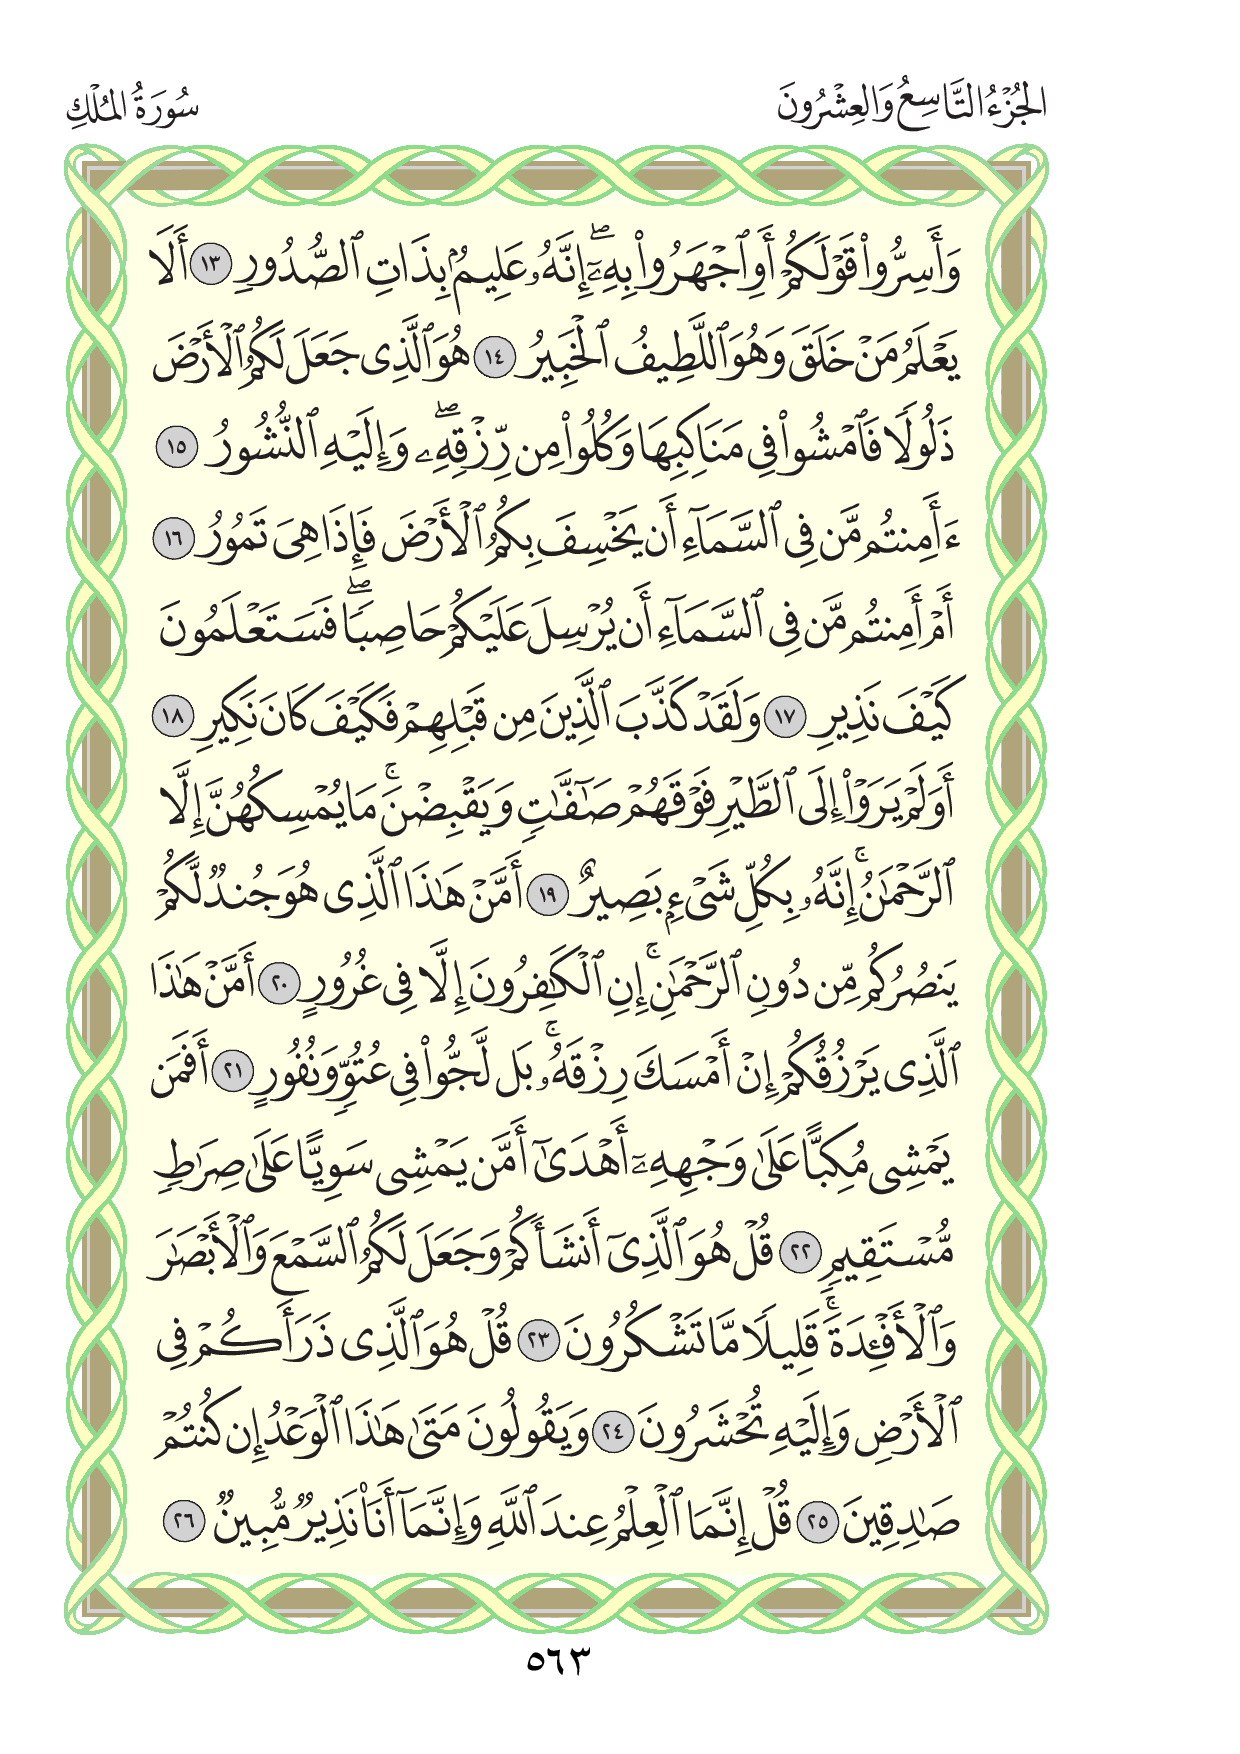 الجُزْءُ التَّاسِعُ وَالعِشْرُونَ
سُورَةُ المُلْكِ
وَأَسِرُّوا۟ قَوْلَكُمْ أَوِ ٱجْهَرُوا۟ بِهِۦٓۖ إِنَّهُۥ عَلِيمُۢ بِذَاتِ ٱلصُّدُورِ ١٣ أَلَا
يَعْلَمُ مَنْ خَلَقَ وَهُوَ ٱللَّطِيفُ ٱلْخَبِيرُ ١٤ هُوَ ٱلَّذِى جَعَلَ لَكُمُ ٱلْأَرْضَ
ذَلُولًا فَٱمْشُوا۟ فِى مَنَاكِبِهَا وَكُلُوا۟ مِن رِّزْقِهِۦۖ وَإِلَيْهِ ٱلنُّشُورُ ١٥
ءَأَمِنتُم مَّن فِى ٱلسَّمَآءِ أَن يَخْسِفَ بِكُمُ ٱلْأَرْضَ فَإِذَا هِىَ تَمُورُ ١٦
أَمْ أَمِنتُم مَّن فِى ٱلسَّمَآءِ أَن يُرْسِلَ عَلَيْكُمْ حَاصِبًاۖ فَسَتَعْلَمُونَ
كَيْفَ نَذِيرِ ١٧ وَلَقَدْ كَذَّبَ ٱلَّذِينَ مِن قَبْلِهِمْ فَكَيْفَ كَانَ نَكِيرِ ١٨
أَوَلَمْ يَرَوْا۟ إِلَى ٱلطَّيْرِ فَوْقَهُمْ صَٰٓفَّٰتٍ وَيَقْبِضْنَۚ مَا يُمْسِكُهُنَّ إِلَّا
ٱلرَّحْمَٰنُۚ إِنَّهُۥ بِكُلِّ شَىْءٍۭ بَصِيرٌ ١٩ أَمَّنْ هَٰذَا ٱلَّذِى هُوَ جُندٌ لَّكُمْ
يَنصُرُكُم مِّن دُونِ ٱلرَّحْمَٰنِۚ إِنِ ٱلْكَٰفِرُونَ إِلَّا فِى غُرُورٍ ٢٠ أَمَّنْ هَٰذَا
ٱلَّذِى يَرْزُقُكُمْ إِنْ أَمْسَكَ رِزْقَهُۥۚ بَل لَّجُّوا۟ فِى عُتُوٍّ وَنُفُورٍ ٢١ أَفَمَن
يَمْشِى مُكِبًّا عَلَىٰ وَجْهِهِۦٓ أَهْدَىٰٓ أَمَّن يَمْشِى سَوِيًّا عَلَىٰ صِرَٰطٍ
مُّسْتَقِيمٍ ٢٢ قُلْ هُوَ ٱلَّذِىٓ أَنشَأَكُمْ وَجَعَلَ لَكُمُ ٱلسَّمْعَ وَٱلْأَبْصَٰرَ
وَٱلْأَفْـِٔدَةَۚ قَلِيلًا مَّا تَشْكُرُونَ ٢٣ قُلْ هُوَ ٱلَّذِى ذَرَأَكُمْ فِى
ٱلْأَرْضِ وَإِلَيْهِ تُحْشَرُونَ ٢٤ وَيَقُولُونَ مَتَىٰ هَٰذَا ٱلْوَعْدُ إِن كُنتُمْ
صَٰدِقِينَ ٢٥ قُلْ إِنَّمَا ٱلْعِلْمُ عِندَ ٱللَّهِ وَإِنَّمَآ أَنَا۠ نَذِيرٌ مُّبِينٌ ٢٦
٥٦٣